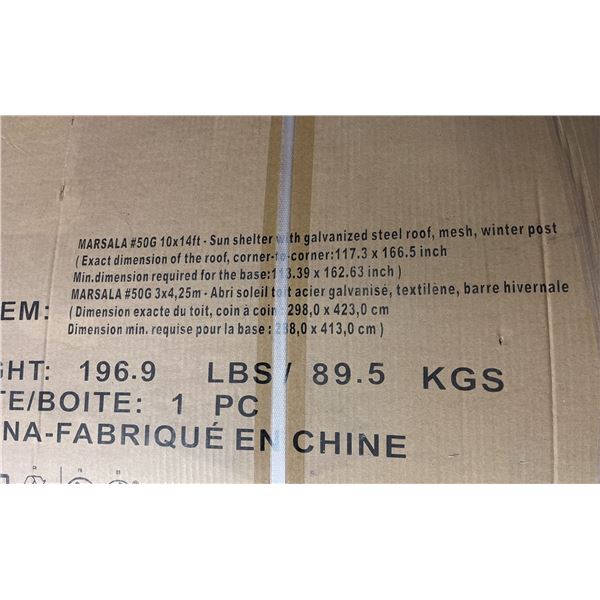 MARSALA #50G 10x14ft - Sun shelter with galvanized steel roof, mesh, winter post
( Exact dimension of the roof, corner-to-corner:117.3 x 166.5 inch
Min.dimension required for the base: 113.39 x 162.63 inch )
MARSALA #50G 3x4,25m - Abri soleil toit acier galvanisé, textilène, barre hivernale
EM: ( Dimension exacte du toit, coin à coin : 298,0 x 423,0 cm
Dimension min. requise pour la base : 288,0 x 413,0 cm )
GHT: 196.9 LBS / 89.5 KGS
TE/BOITE: 1 PC
NA-FABRIQUÉ EN CHINE